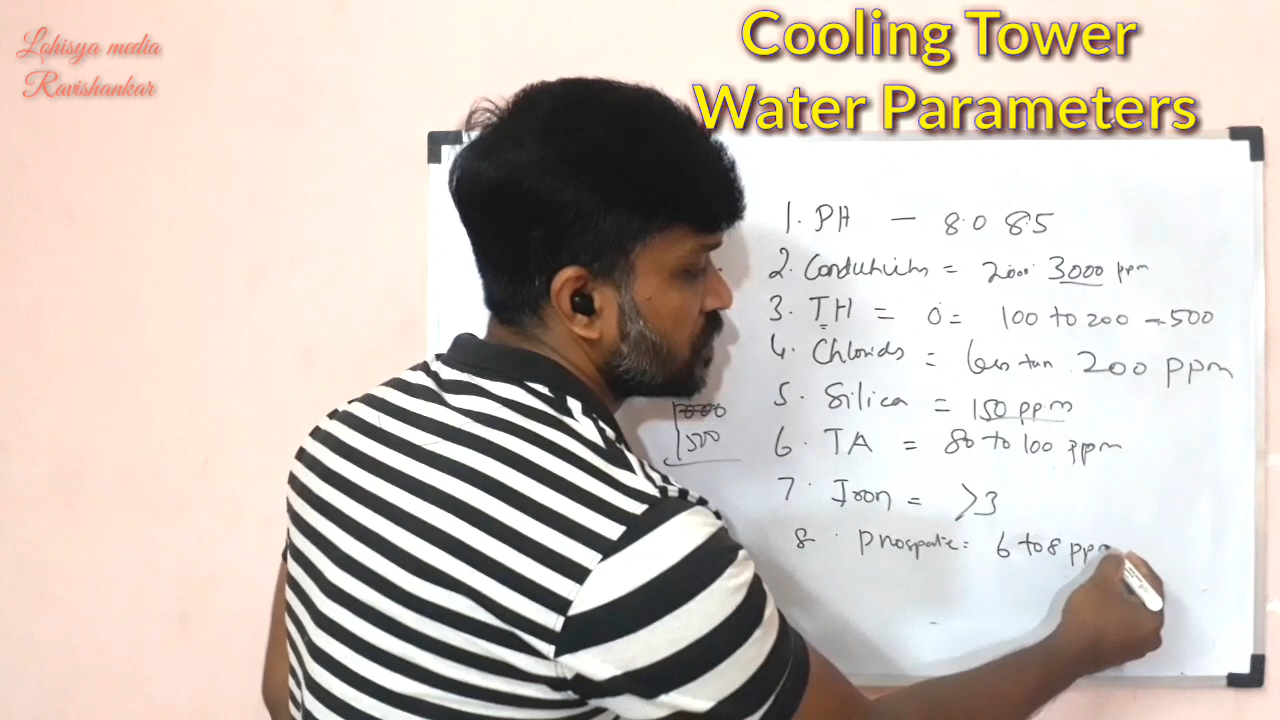 Lohisya media
Ravishankar
Cooling Tower
Water Parameters
1. PH - 8.0 8.5
2. Conductivity = 2000 3000 ppm
3. TH = 0 = 100 to 200 - 500
4. Chlorids = less tan 200 ppm
5. Silica = 150 ppm
6. TA = 80 to 100 ppm
7. Iron = >3
8. Phospate = 6 to 8 ppm
500